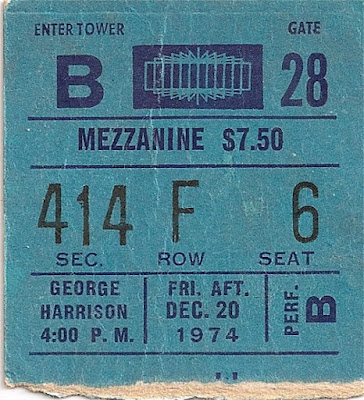 ENTER TOWER GATE
B 28
MEZZANINE $7.50
414 F 6
SEC. ROW SEAT
GEORGE HARRISON 4:00 P. M.
FRI. AFT. DEC. 20 1974
PERF. B